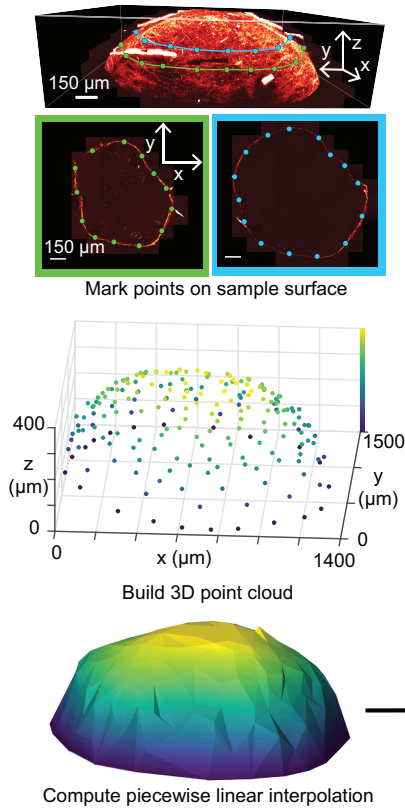 z
y
x
150 µm
y
x
150 µm
Mark points on sample surface
400
z
(µm)
0
0
x (µm)
1400
0
y
(µm)
1500
Build 3D point cloud
Compute piecewise linear interpolation